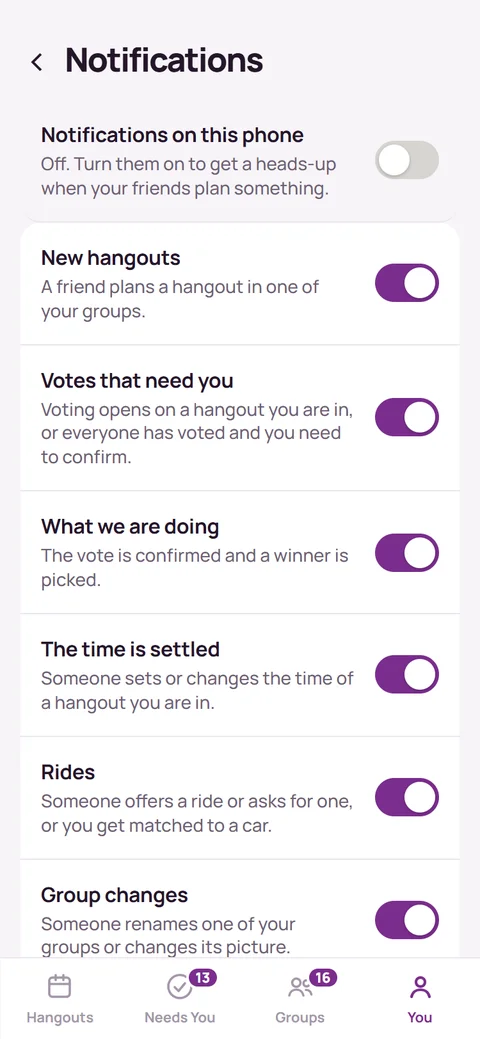 Notifications
Notifications on this phone
Off. Turn them on to get a heads-up
when your friends plan something.
New hangouts
A friend plans a hangout in one of
your groups.
Votes that need you
Voting opens on a hangout you are in,
or everyone has voted and you need
to confirm.
What we are doing
The vote is confirmed and a winner is
picked.
The time is settled
Someone sets or changes the time of
a hangout you are in.
Rides
Someone offers a ride or asks for one,
or you get matched to a car.
Group changes
Someone renames one of your
groups or changes its picture.
13
16
Hangouts
Needs You
Groups
You